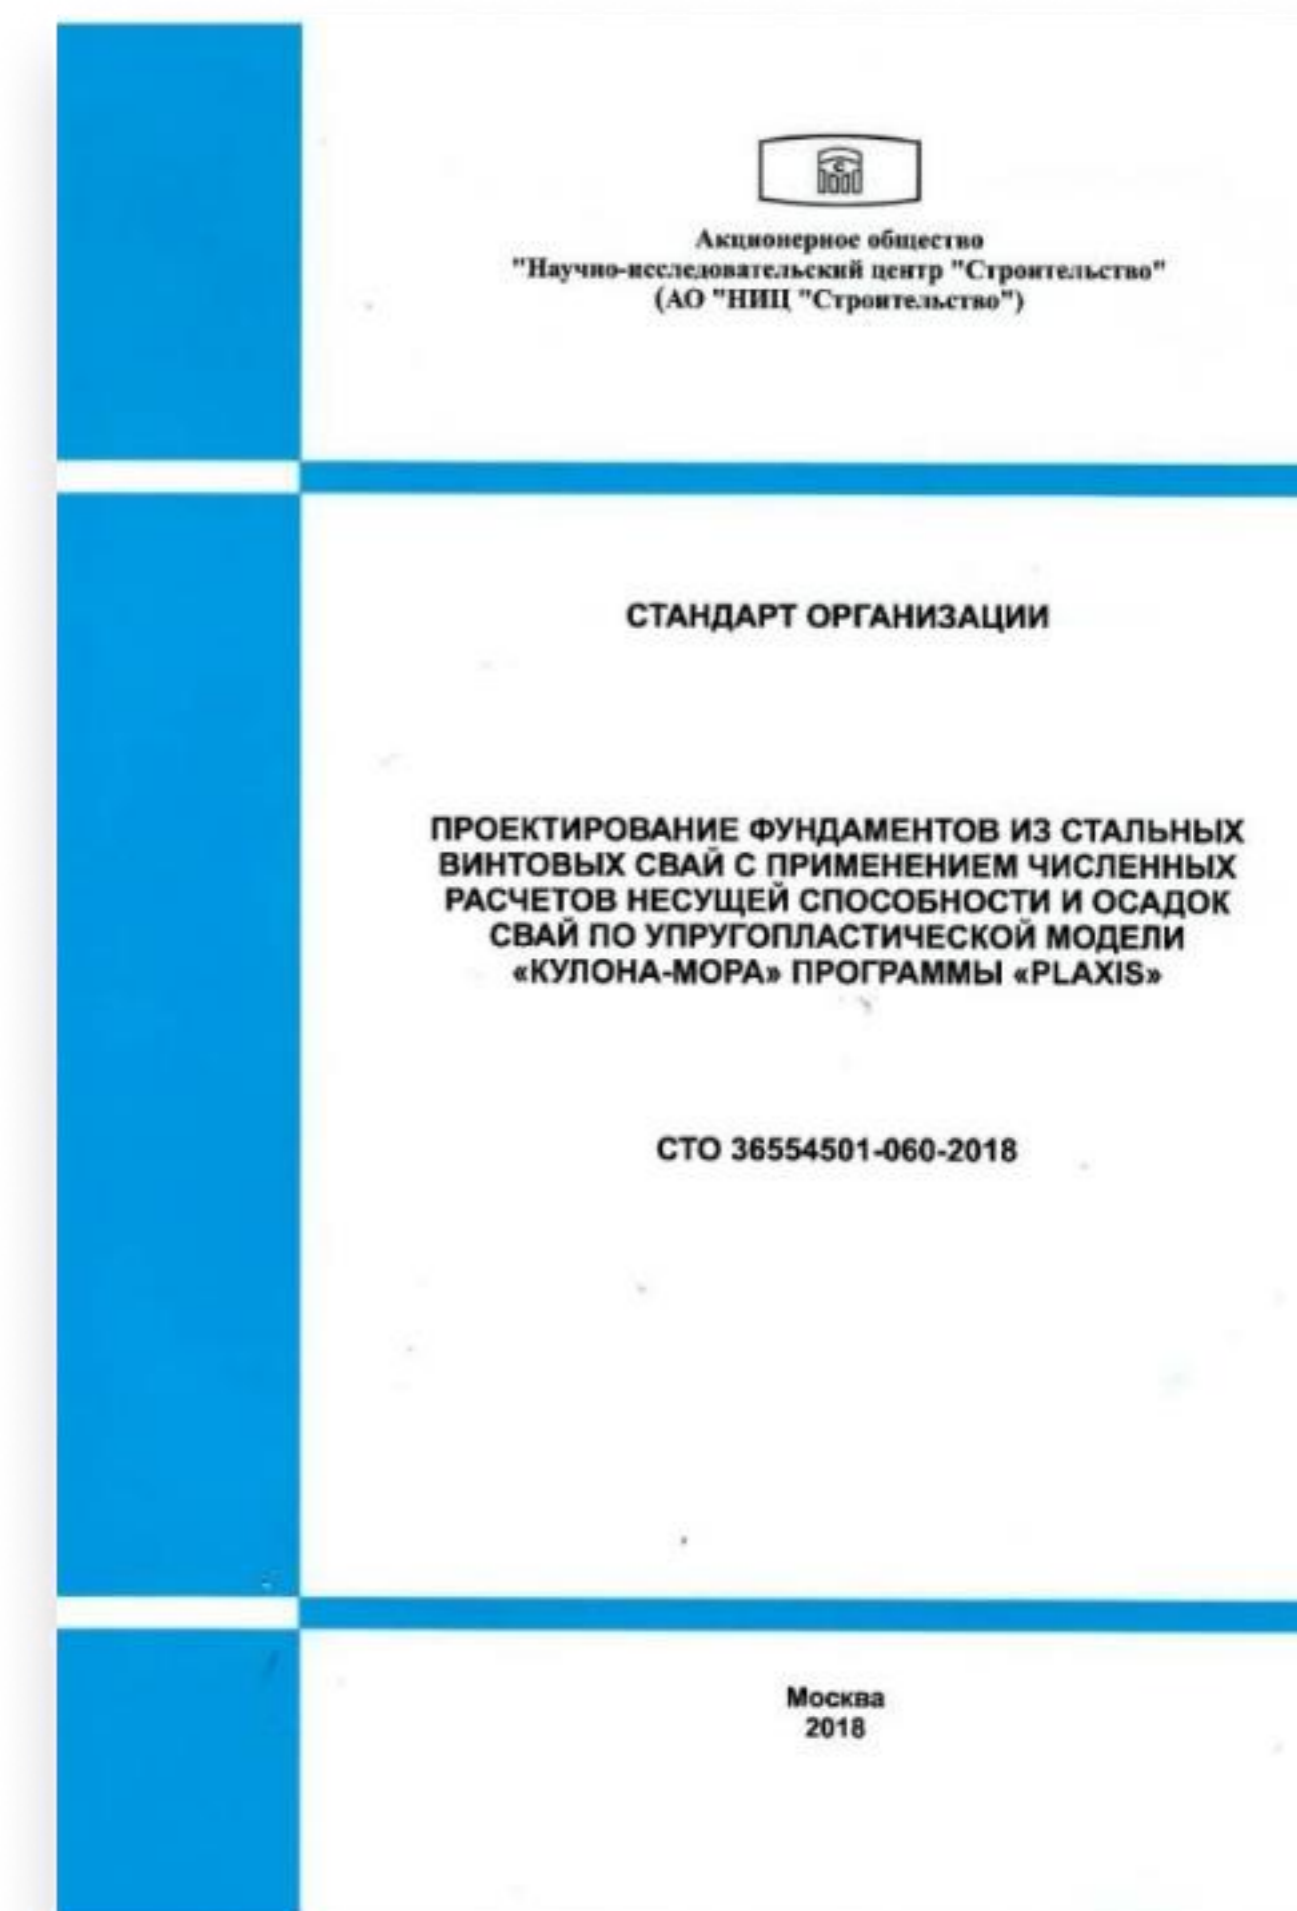 Акционерное общество
"Научно-исследовательский центр "Строительство"
(АО "НИЦ "Строительство")
СТАНДАРТ ОРГАНИЗАЦИИ
ПРОЕКТИРОВАНИЕ ФУНДАМЕНТОВ ИЗ СТАЛЬНЫХ
ВИНТОВЫХ СВАЙ С ПРИМЕНЕНИЕМ ЧИСЛЕННЫХ
РАСЧЕТОВ НЕСУЩЕЙ СПОСОБНОСТИ И ОСАДОК
СВАЙ ПО УПРУГОПЛАСТИЧЕСКОЙ МОДЕЛИ
«КУЛОНА-МОРА» ПРОГРАММЫ «PLAXIS»
СТО 36554501-060-2018
Москва
2018